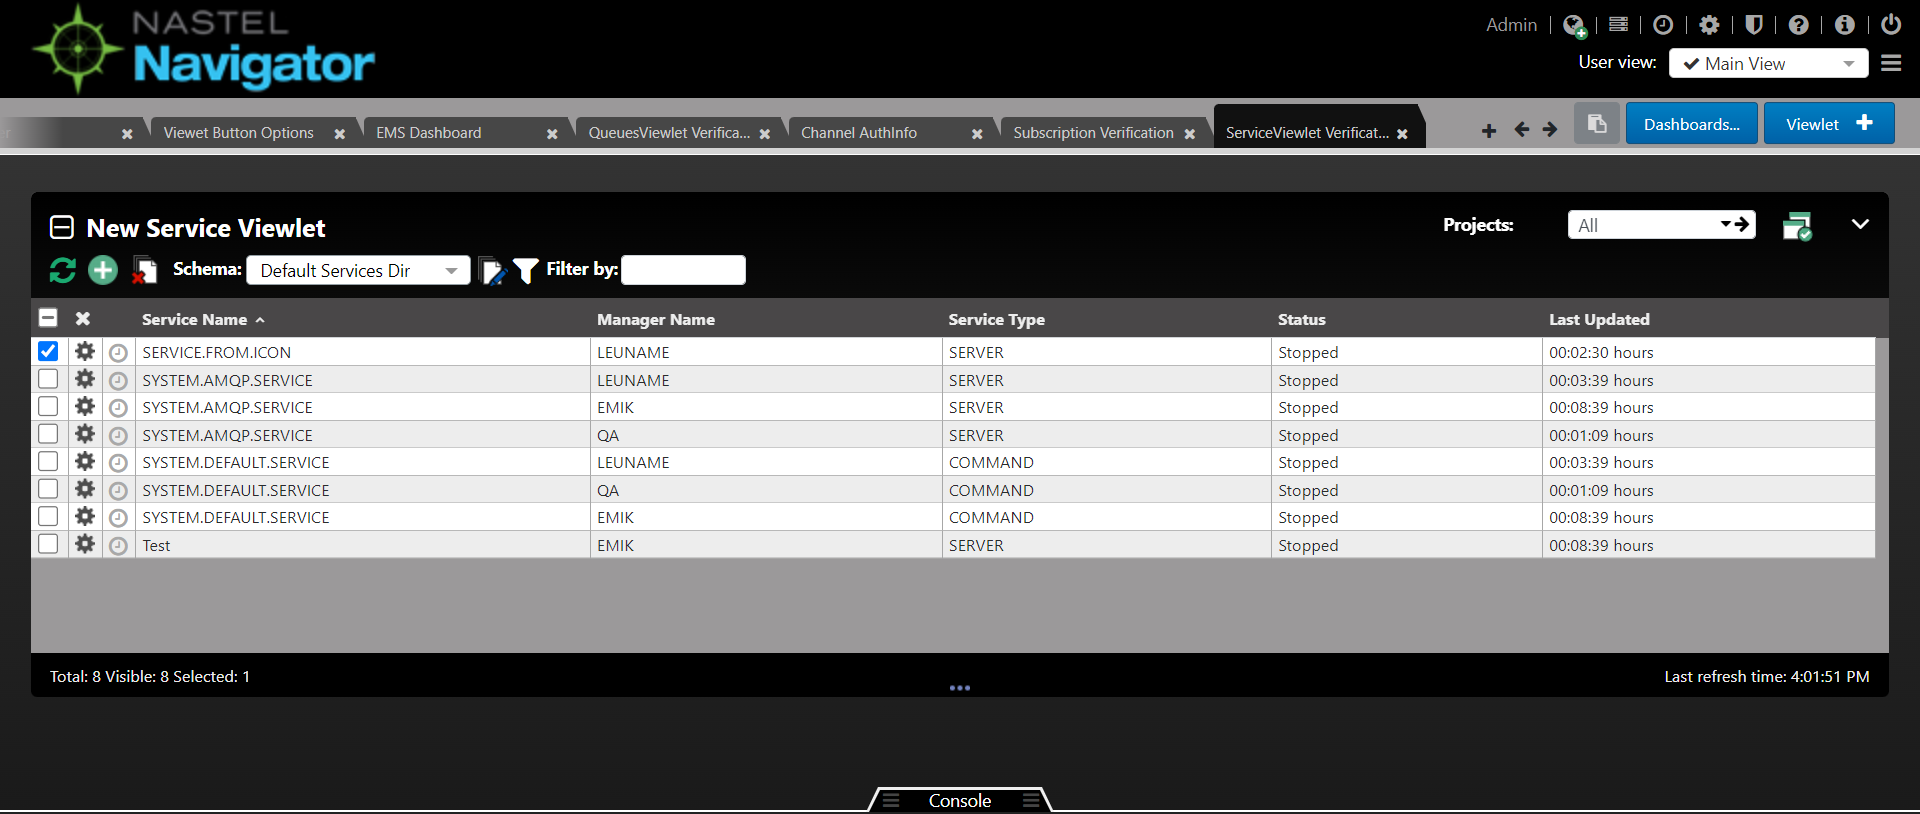 NASTEL
Navigator
Admin
User view: Main View
r
Viewet Button Options
EMS Dashboard
QueuesViewlet Verifica...
Channel AuthInfo
Subscription Verification
ServiceViewlet Verificat...
Dashboards...
Viewlet
New Service Viewlet
Projects: All
Schema: Default Services Dir Filter by:
Service Name Manager Name Service Type Status Last Updated
SERVICE.FROM.ICON LEUNAME SERVER Stopped 00:02:30 hours
SYSTEM.AMQP.SERVICE LEUNAME SERVER Stopped 00:03:39 hours
SYSTEM.AMQP.SERVICE EMIK SERVER Stopped 00:08:39 hours
SYSTEM.AMQP.SERVICE QA SERVER Stopped 00:01:09 hours
SYSTEM.DEFAULT.SERVICE LEUNAME COMMAND Stopped 00:03:39 hours
SYSTEM.DEFAULT.SERVICE QA COMMAND Stopped 00:01:09 hours
SYSTEM.DEFAULT.SERVICE EMIK COMMAND Stopped 00:08:39 hours
Test EMIK SERVER Stopped 00:08:39 hours
Total: 8 Visible: 8 Selected: 1
Last refresh time: 4:01:51 PM
Console